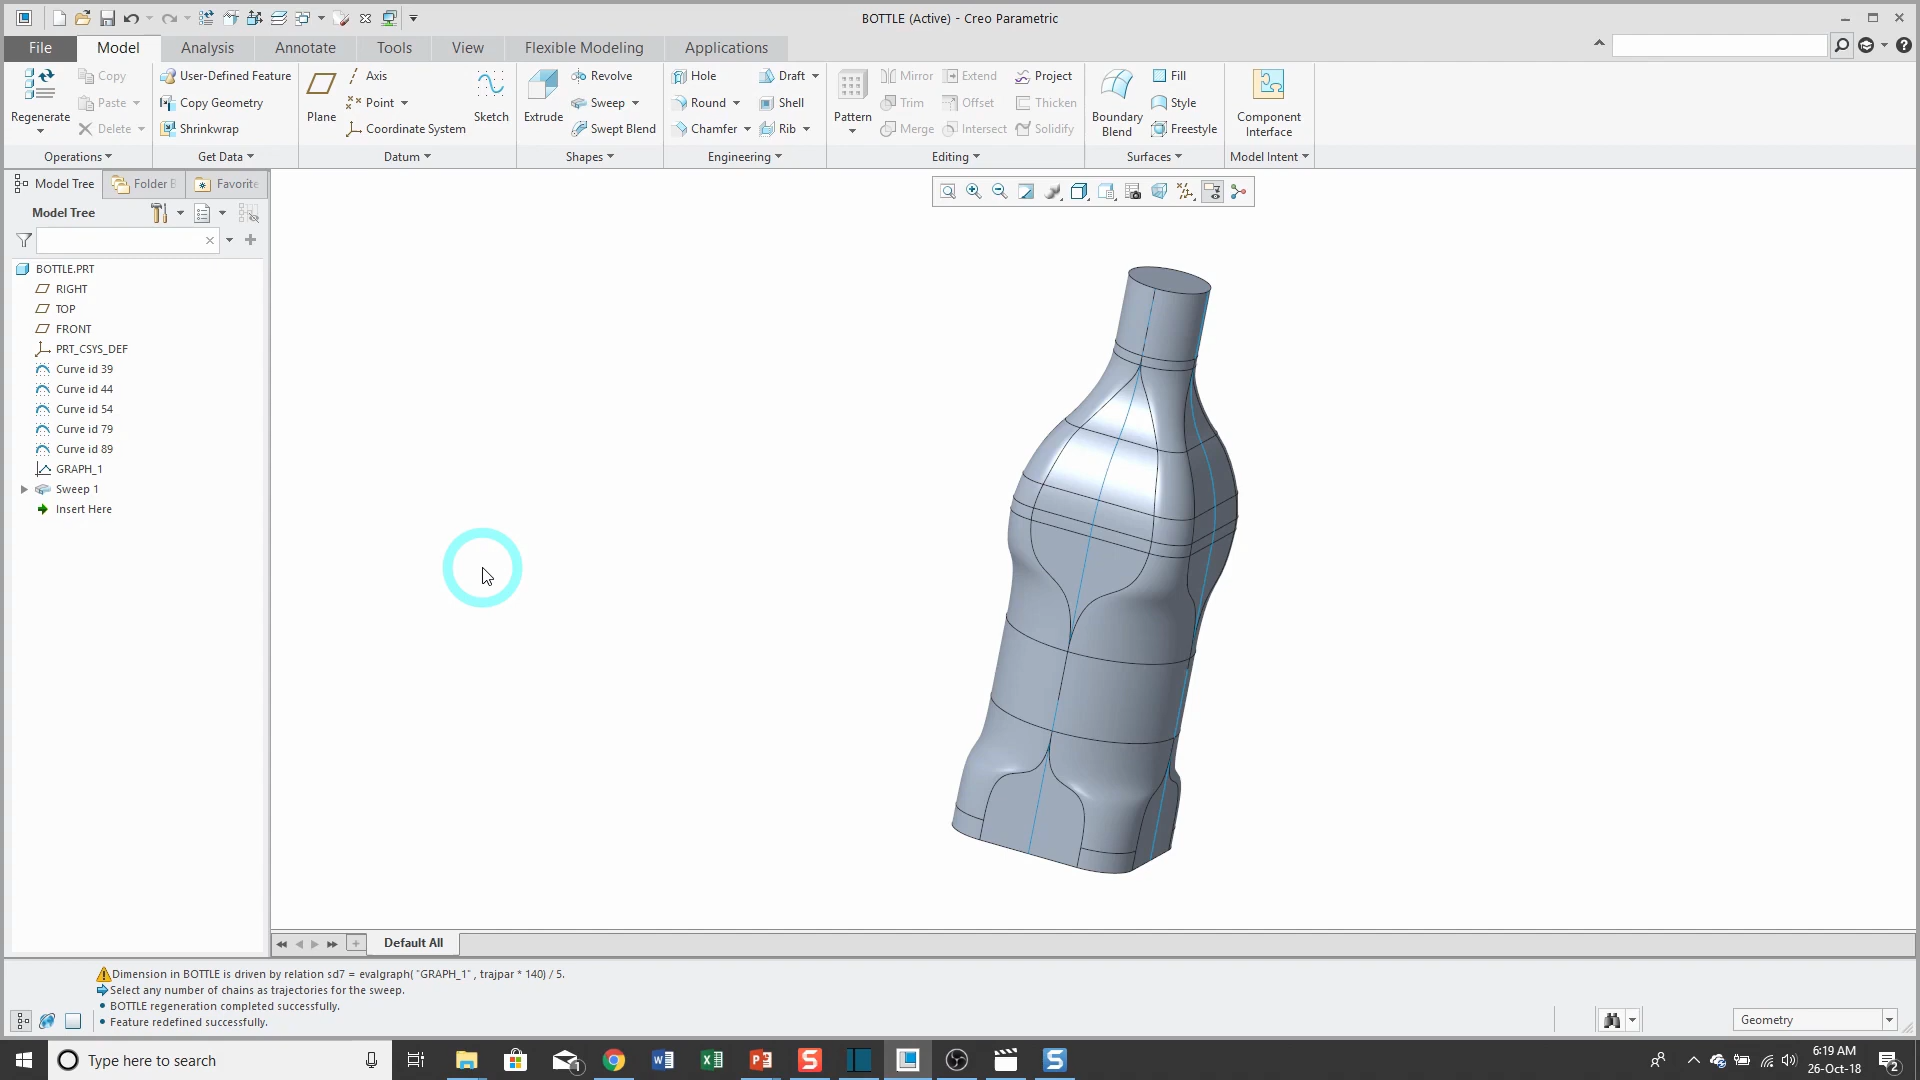 BOTTLE (Active) - Creo Parametric
File Model Analysis Annotate Tools View Flexible Modeling Applications
Regenerate
Copy
Paste
Delete
Operations
User-Defined Feature
Copy Geometry
Shrinkwrap
Get Data
Plane
Axis
Point
Coordinate System
Sketch
Datum
Extrude
Revolve
Sweep
Swept Blend
Shapes
Hole
Round
Chamfer
Draft
Shell
Rib
Engineering
Pattern
Mirror
Trim
Merge
Extend
Offset
Intersect
Project
Thicken
Solidify
Editing
Boundary
Blend
Fill
Style
Freestyle
Surfaces
Component
Interface
Model Intent
Model Tree Folder B Favorite
Model Tree
BOTTLE.PRT
RIGHT
TOP
FRONT
PRT_CSYS_DEF
Curve id 39
Curve id 44
Curve id 54
Curve id 79
Curve id 89
GRAPH_1
Sweep 1
Insert Here
Default All
Dimension in BOTTLE is driven by relation sd7 = evalgraph( "GRAPH_1" , trajpar * 140) / 5.
Select any number of chains as trajectories for the sweep.
• BOTTLE regeneration completed successfully.
• Feature redefined successfully.
Geometry
Type here to search
6:19 AM
26-Oct-18